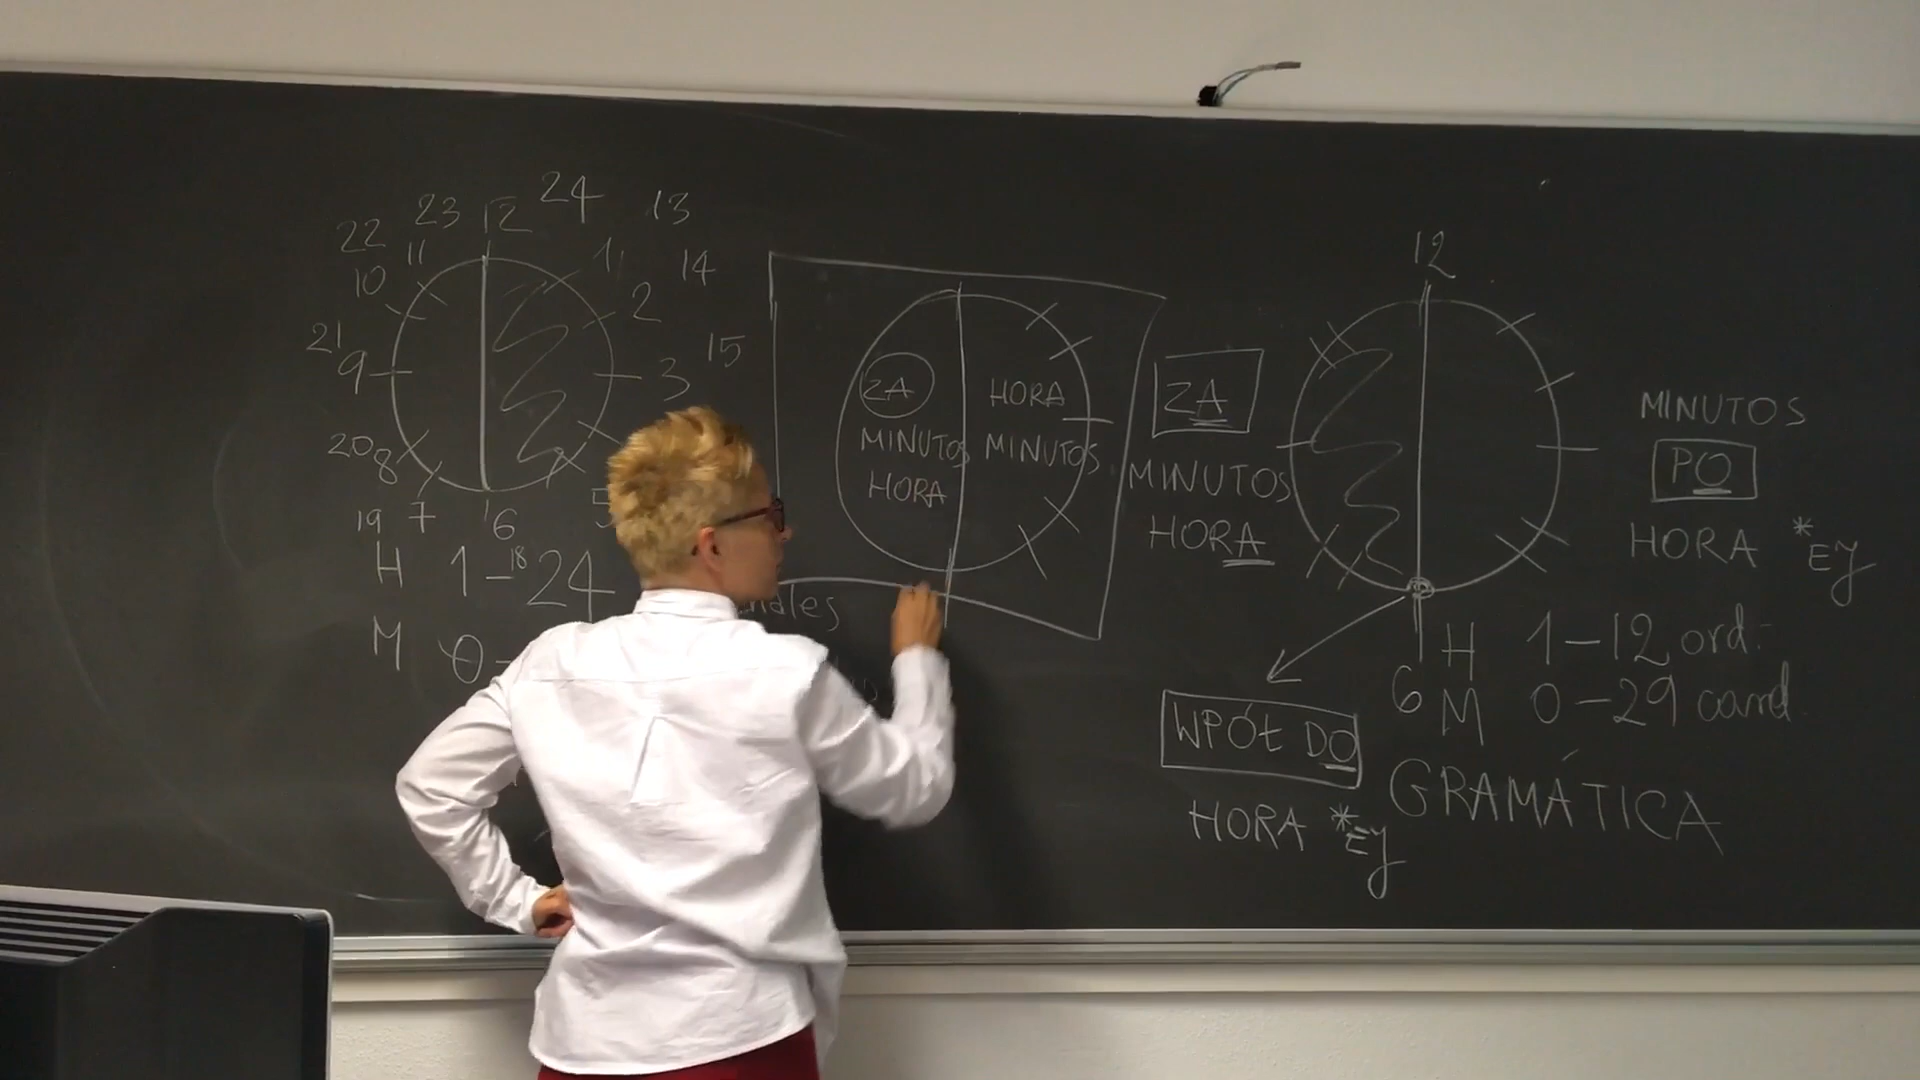 24
23 12 13
22 11 1
10 14
2
21 15
9 3
20 8
19 7 6 5
18
H 1-24
M 0-
ZA
MINUTOS
HORA
HORA
MINUTOS
ZA
MINUTOS
HORA
12
6
MINUTOS
PO
HORA *EJ
H 1-12 ord.
M 0-29 card.
WPÓŁ DO
HORA *EJ
GRAMÁTICA